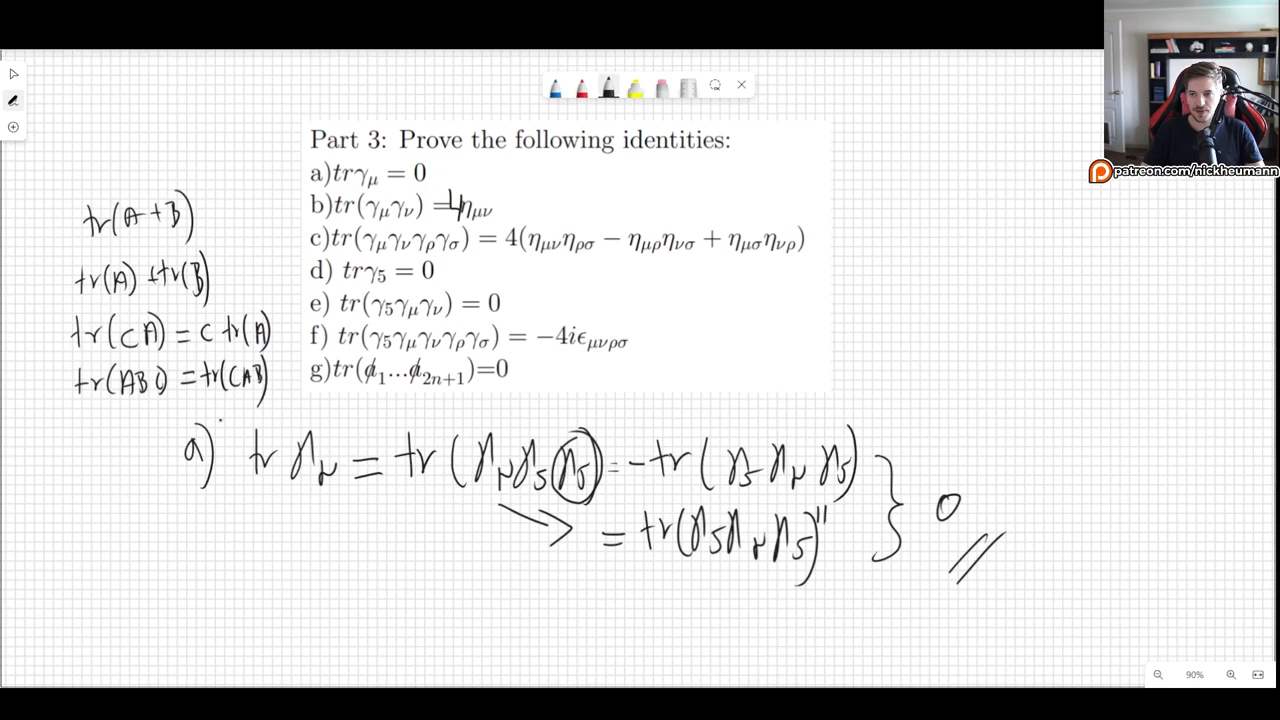 patreon.com/nickheumann
Part 3: Prove the following identities:
a)trγ_μ = 0
b)tr(γ_μγ_ν) = 4η_μν
c)tr(γ_μγ_νγ_ργ_σ) = 4(η_μνη_ρσ − η_μρη_νσ + η_μση_νρ)
d) trγ_5 = 0
e) tr(γ_5γ_μγ_ν) = 0
f) tr(γ_5γ_μγ_νγ_ργ_σ) = −4iϵ_μνρσ
g)tr(a̸_1...a̸_2n+1)=0
tr(A+B)
tr(A)+tr(B)
tr(CA) = C tr(A)
tr(ABC) = tr(CAB)
a) tr γ_μ = tr(γ_μγ_5γ_5) = -tr(γ_5γ_μγ_5)
= tr(γ_5γ_μγ_5)" } 0 //
90%